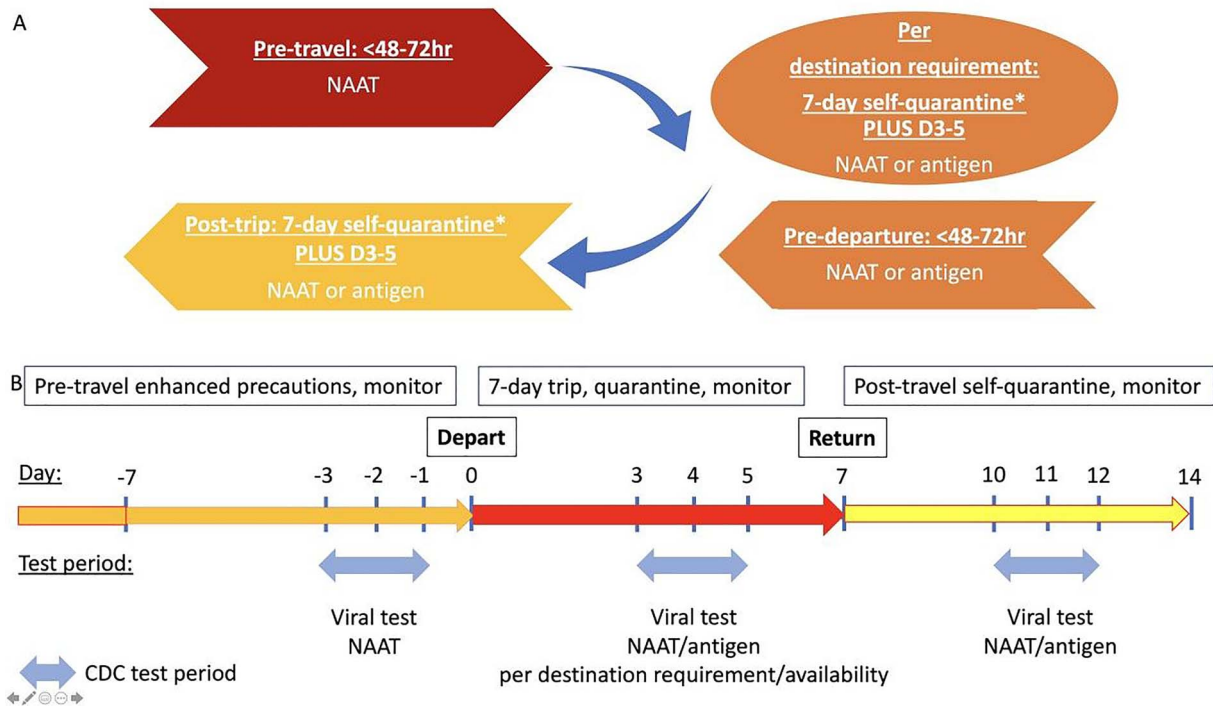 A
Pre-travel: <48-72hr
NAAT
Per
destination requirement:
7-day self-quarantine*
PLUS D3-5
NAAT or antigen
Post-trip: 7-day self-quarantine*
PLUS D3-5
NAAT or antigen
Pre-departure: <48-72hr
NAAT or antigen
B
Pre-travel enhanced precautions, monitor
7-day trip, quarantine, monitor
Post-travel self-quarantine, monitor
Depart
Return
Day: -7 -3 -2 -1 0 3 4 5 7 10 11 12 14
Test period:
Viral test
NAAT
Viral test
NAAT/antigen
per destination requirement/availability
Viral test
NAAT/antigen
CDC test period